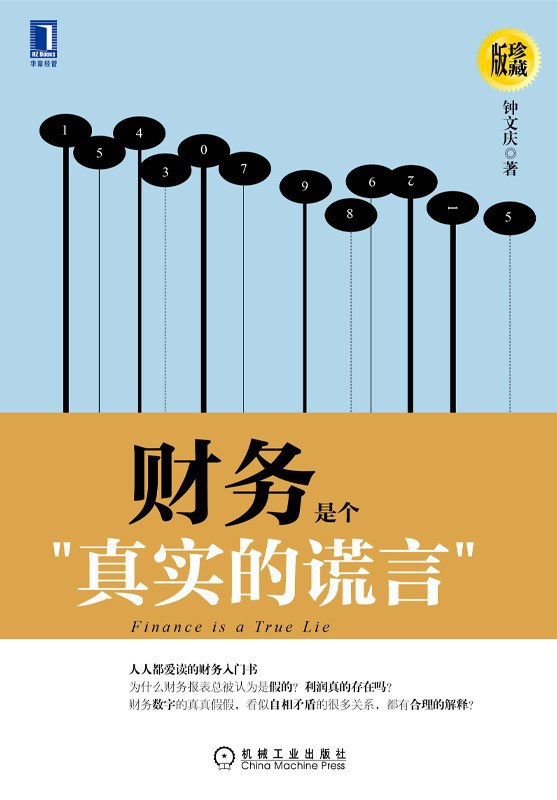 HZ Books
华章经管
珍藏版
钟文庆◎著
1 5 4 3 0 7 6 8 9 2 1 5
财务是个
"真实的谎言"
Finance is a True Lie
人人都爱读的财务入门书
为什么财务报表总被认为是假的？利润真的存在吗？
财务数字的真真假假、看似自相矛盾的很多关系，都有合理的解释？
机械工业出版社
China Machine Press